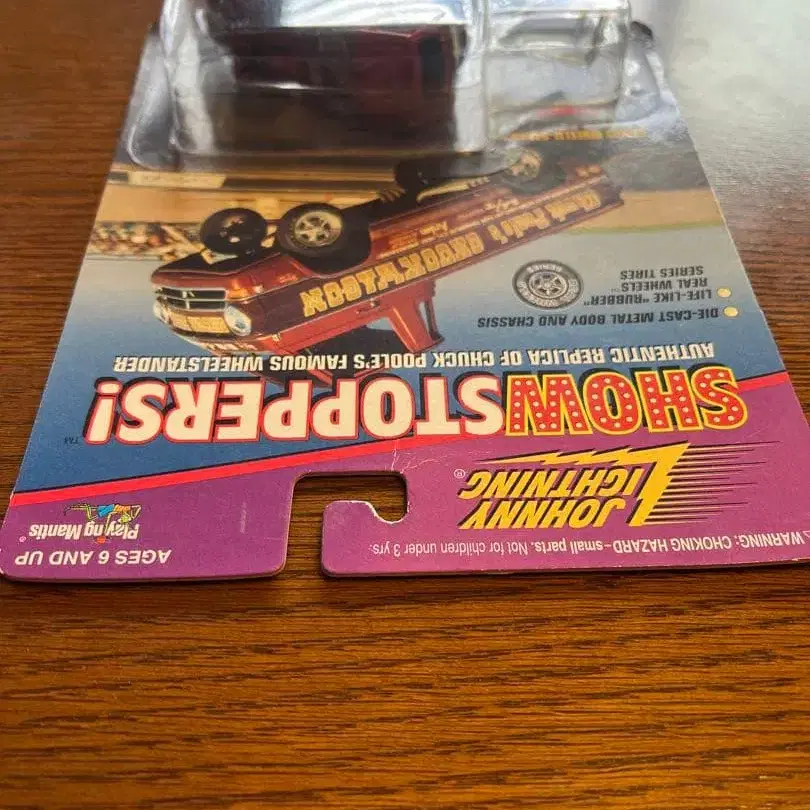 ⚠ WARNING: CHOKING HAZARD–small parts. Not for children under 3 yrs.
AGES 6 AND UP
JOHNNY
LIGHTNING®
Playing Mantis®
SHOWSTOPPERS!™
AUTHENTIC REPLICA OF CHUCK POOLE'S FAMOUS WHEELSTANDER
DIE-CAST METAL BODY AND CHASSIS
LIFE-LIKE "RUBBER"
REAL WHEELS™
SERIES TIRES
Chuck Poole's CHUCKWAGON